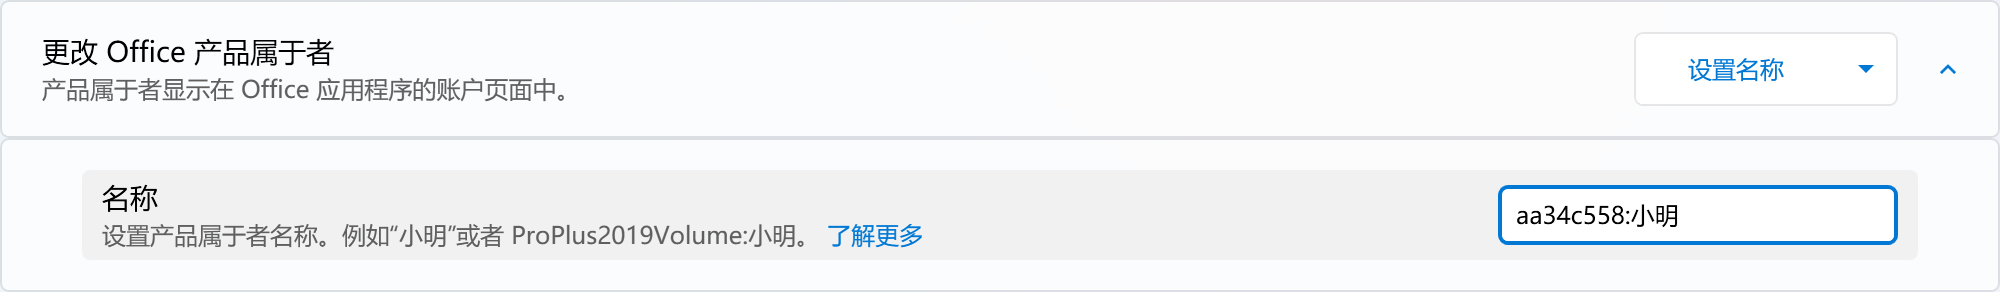 更改 Office 产品属于者
设置名称
产品属于者显示在 Office 应用程序的账户页面中。
名称
aa34c558:小明
设置产品属于者名称。例如“小明”或者 ProPlus2019Volume:小明。 了解更多